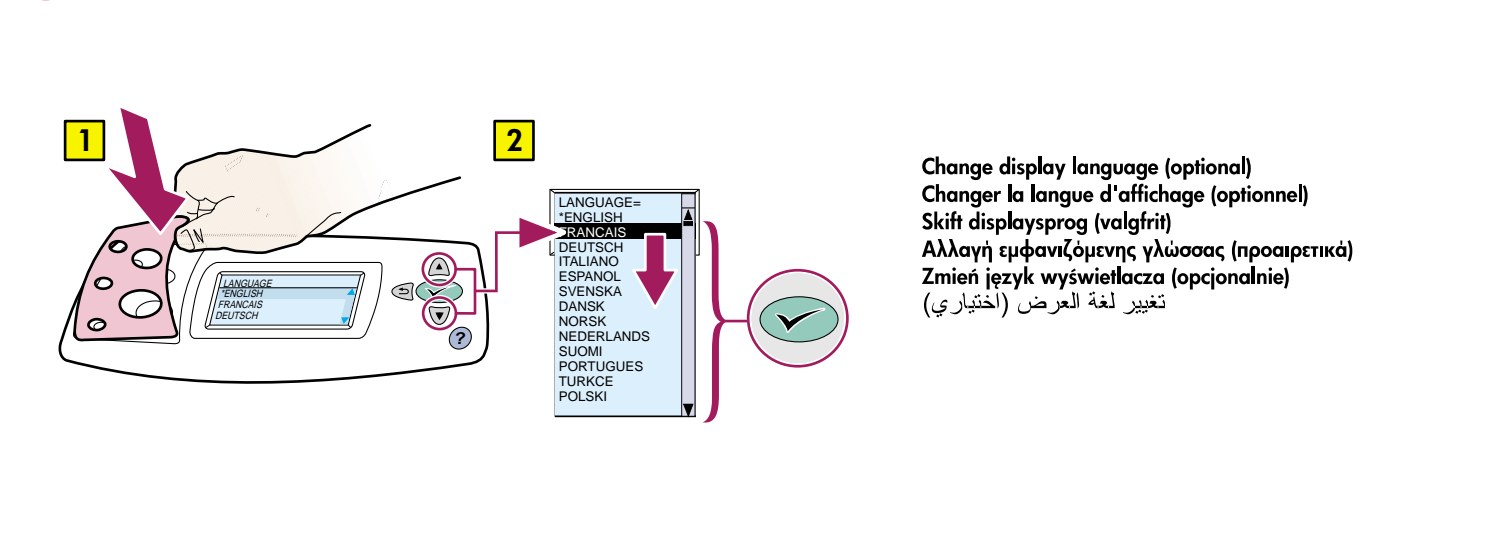 1
2
LANGUAGE
*ENGLISH
FRANCAIS
DEUTSCH
?
LANGUAGE=
*ENGLISH
FRANCAIS
DEUTSCH
ITALIANO
ESPANOL
SVENSKA
DANSK
NORSK
NEDERLANDS
SUOMI
PORTUGUES
TURKCE
POLSKI
Change display language (optional)
Changer la langue d'affichage (optionnel)
Skift displaysprog (valgfrit)
Αλλαγή εμφανιζόμενης γλώσσας (προαιρετικά)
Zmień język wyświetlacza (opcjonalnie)
تغيير لغة العرض (اختياري)